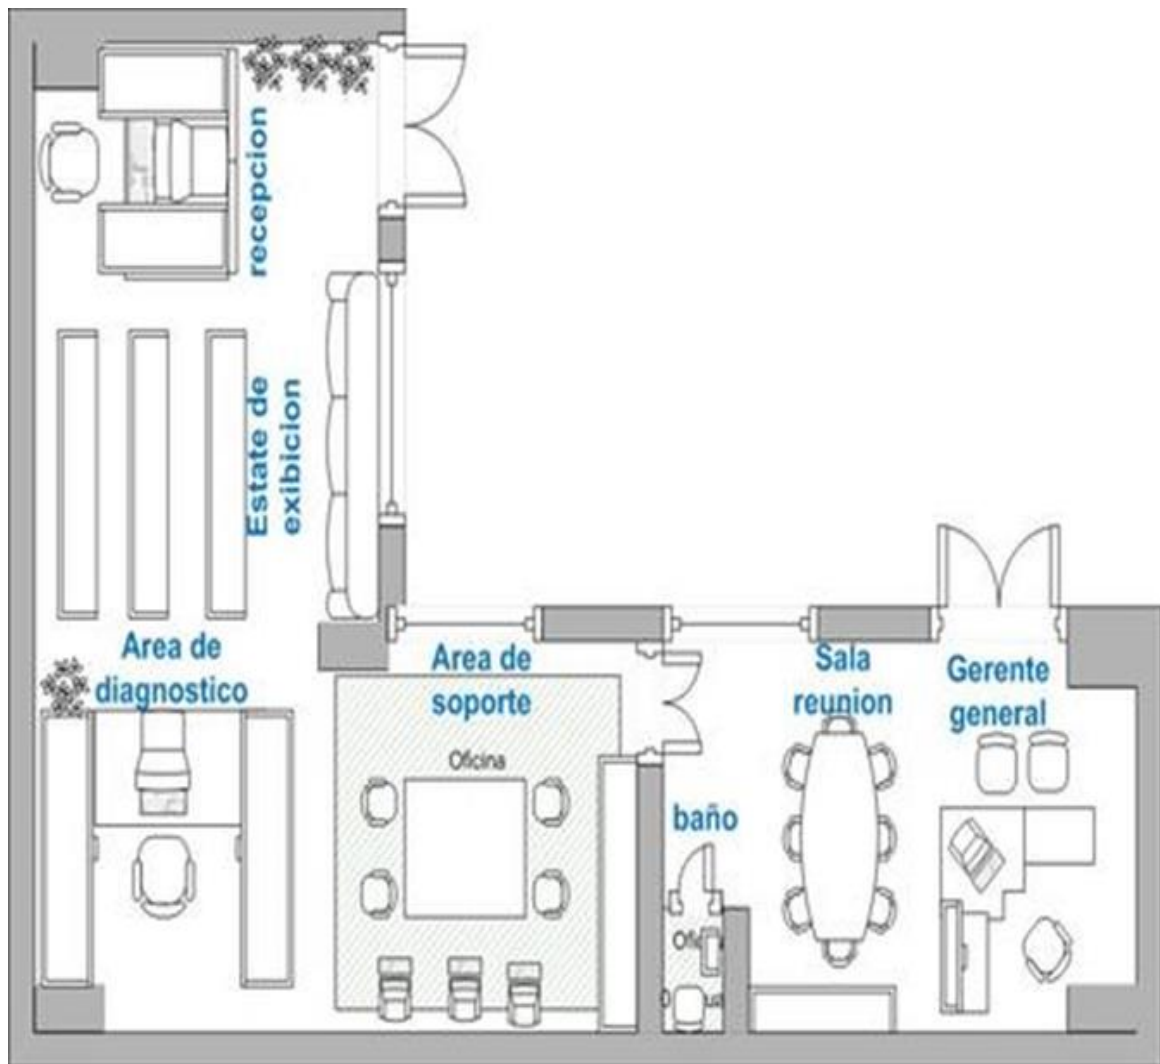 recepcion
Estate de
exibicion
Area de
diagnostico
Area de
soporte
Oficina
Sala
reunion
Gerente
general
baño